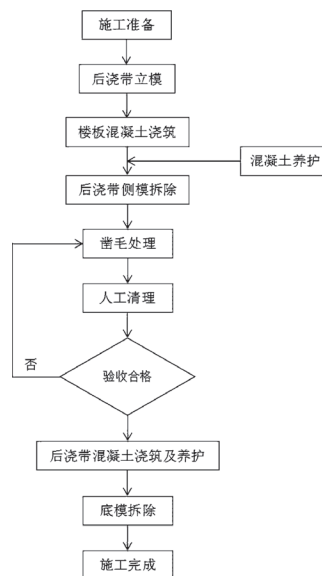 施工准备
后浇带立模
楼板混凝土浇筑
混凝土养护
后浇带侧模拆除
凿毛处理
人工清理
否
验收合格
后浇带混凝土浇筑及养护
底模拆除
施工完成